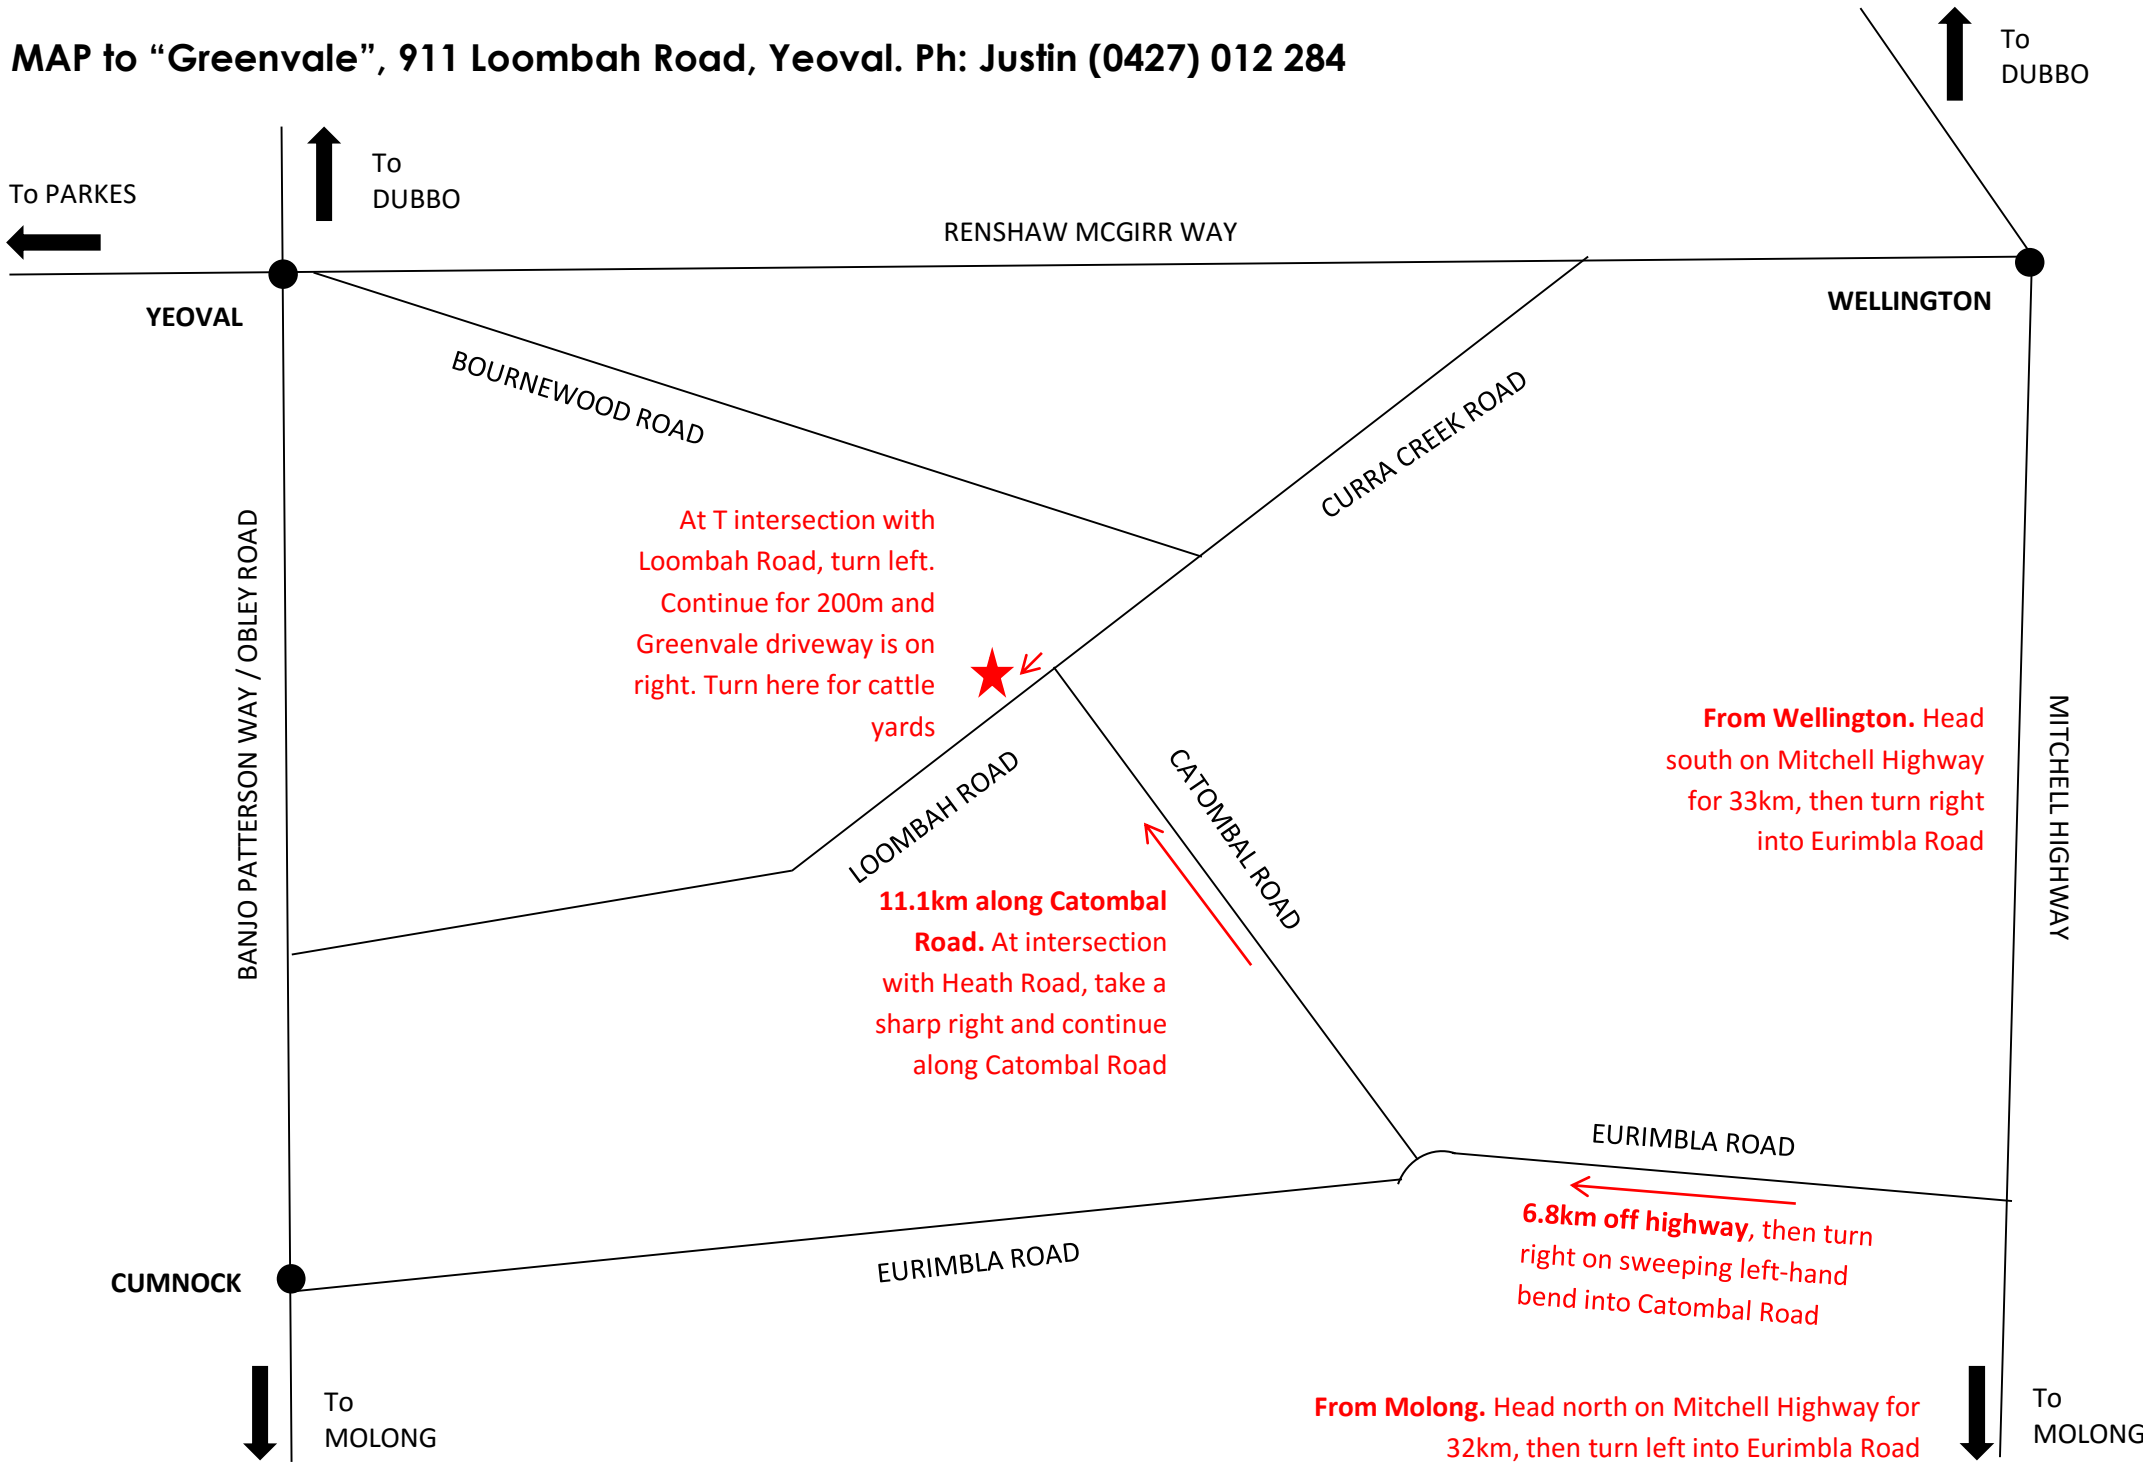 MAP to “Greenvale”, 911 Loombah Road, Yeoval. Ph: Justin (0427) 012 284
To
DUBBO
To
DUBBO
To PARKES
RENSHAW MCGIRR WAY
YEOVAL
WELLINGTON
BOURNEWOOD ROAD
CURRA CREEK ROAD
BANJO PATTERSON WAY / OBLEY ROAD
At T intersection with
Loombah Road, turn left.
Continue for 200m and
Greenvale driveway is on
right. Turn here for cattle
yards
From Wellington. Head
south on Mitchell Highway
for 33km, then turn right
into Eurimbla Road
MITCHELL HIGHWAY
LOOMBAH ROAD
CATOMBAL ROAD
11.1km along Catombal
Road. At intersection
with Heath Road, take a
sharp right and continue
along Catombal Road
EURIMBLA ROAD
6.8km off highway, then turn
right on sweeping left-hand
bend into Catombal Road
EURIMBLA ROAD
CUMNOCK
To
MOLONG
From Molong. Head north on Mitchell Highway for
32km, then turn left into Eurimbla Road
To
MOLONG